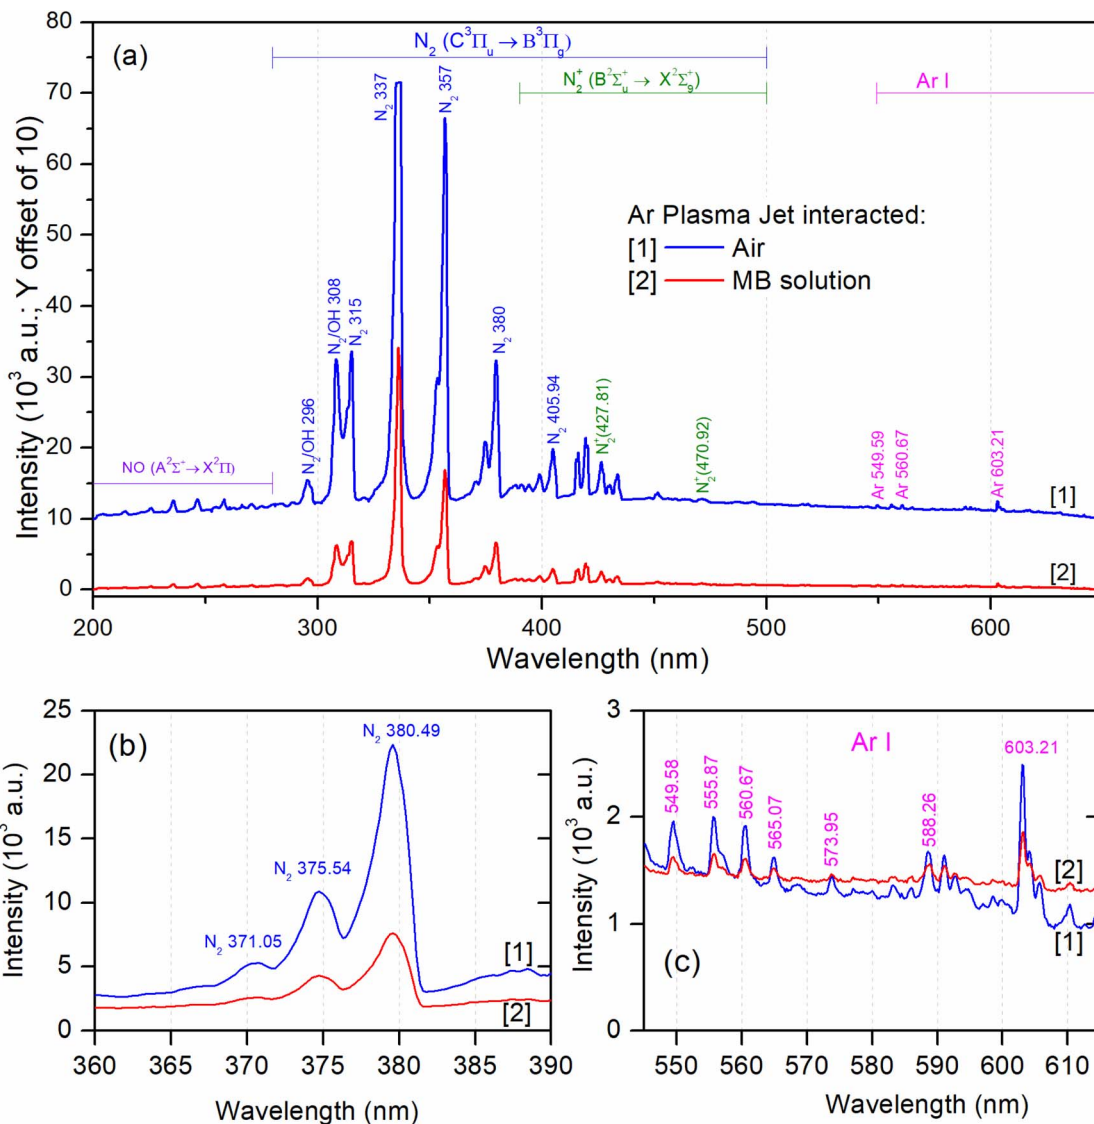 (a)
N₂ (C³Πᵤ→B³Π_g)
N₂⁺ (B²Σᵤ⁺→ X²Σ₉⁺)
Ar I
NO (A²Σ⁺→X²Π)
N₂/OH 296
N₂/OH 308
N₂ 315
N₂ 337
N₂ 357
N₂ 380
N₂ 405.94
N₂⁺(427.81)
N₂⁺(470.92)
Ar 549.59
Ar 560.67
Ar 603.21
Ar Plasma Jet interacted:
[1] Air
[2] MB solution
[1]
[2]
Intensity (10³ a.u.; Y offset of 10)
80
70
60
50
40
30
20
10
0
200 300 400 500 600
Wavelength (nm)
(b)
N₂ 380.49
N₂ 375.54
N₂ 371.05
[1]
[2]
Intensity (10³ a.u.)
25
20
15
10
5
0
360 365 370 375 380 385 390
Wavelength (nm)
(c)
Ar I
549.58
555.87
560.67
565.07
573.95
588.26
603.21
[2]
[1]
Intensity (10³ a.u.)
3
2
1
0
550 560 570 580 590 600 610
Wavelength (nm)